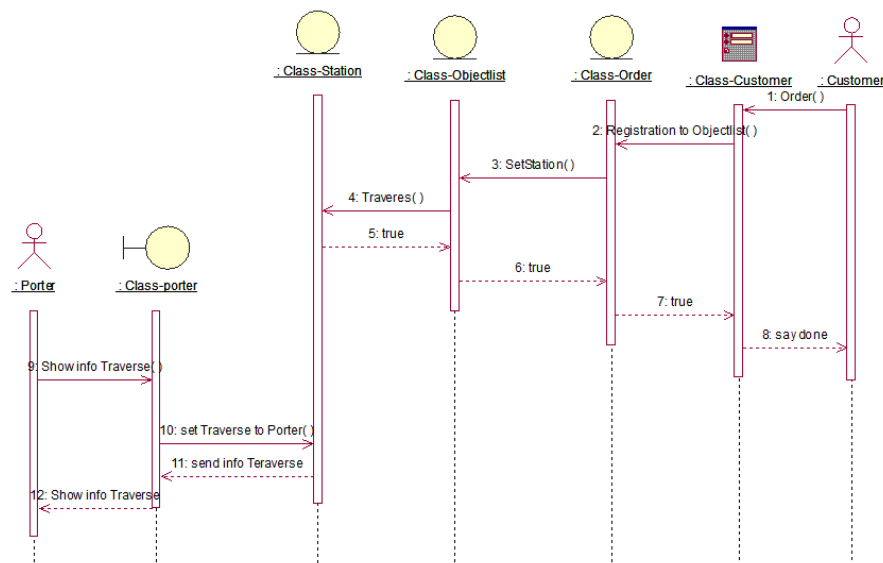 : Class-Station
: Class-Objectlist
: Class-Order
: Class-Customer
: Customer
1: Order( )
2: Registration to Objectlist( )
3: SetStation( )
4: Traveres( )
5: true
6: true
7: true
8: say done
: Porter
: Class-porter
9: Show info Traverse( )
10: set Traverse to Porter( )
11: send info Teraverse
12: Show info Traverse